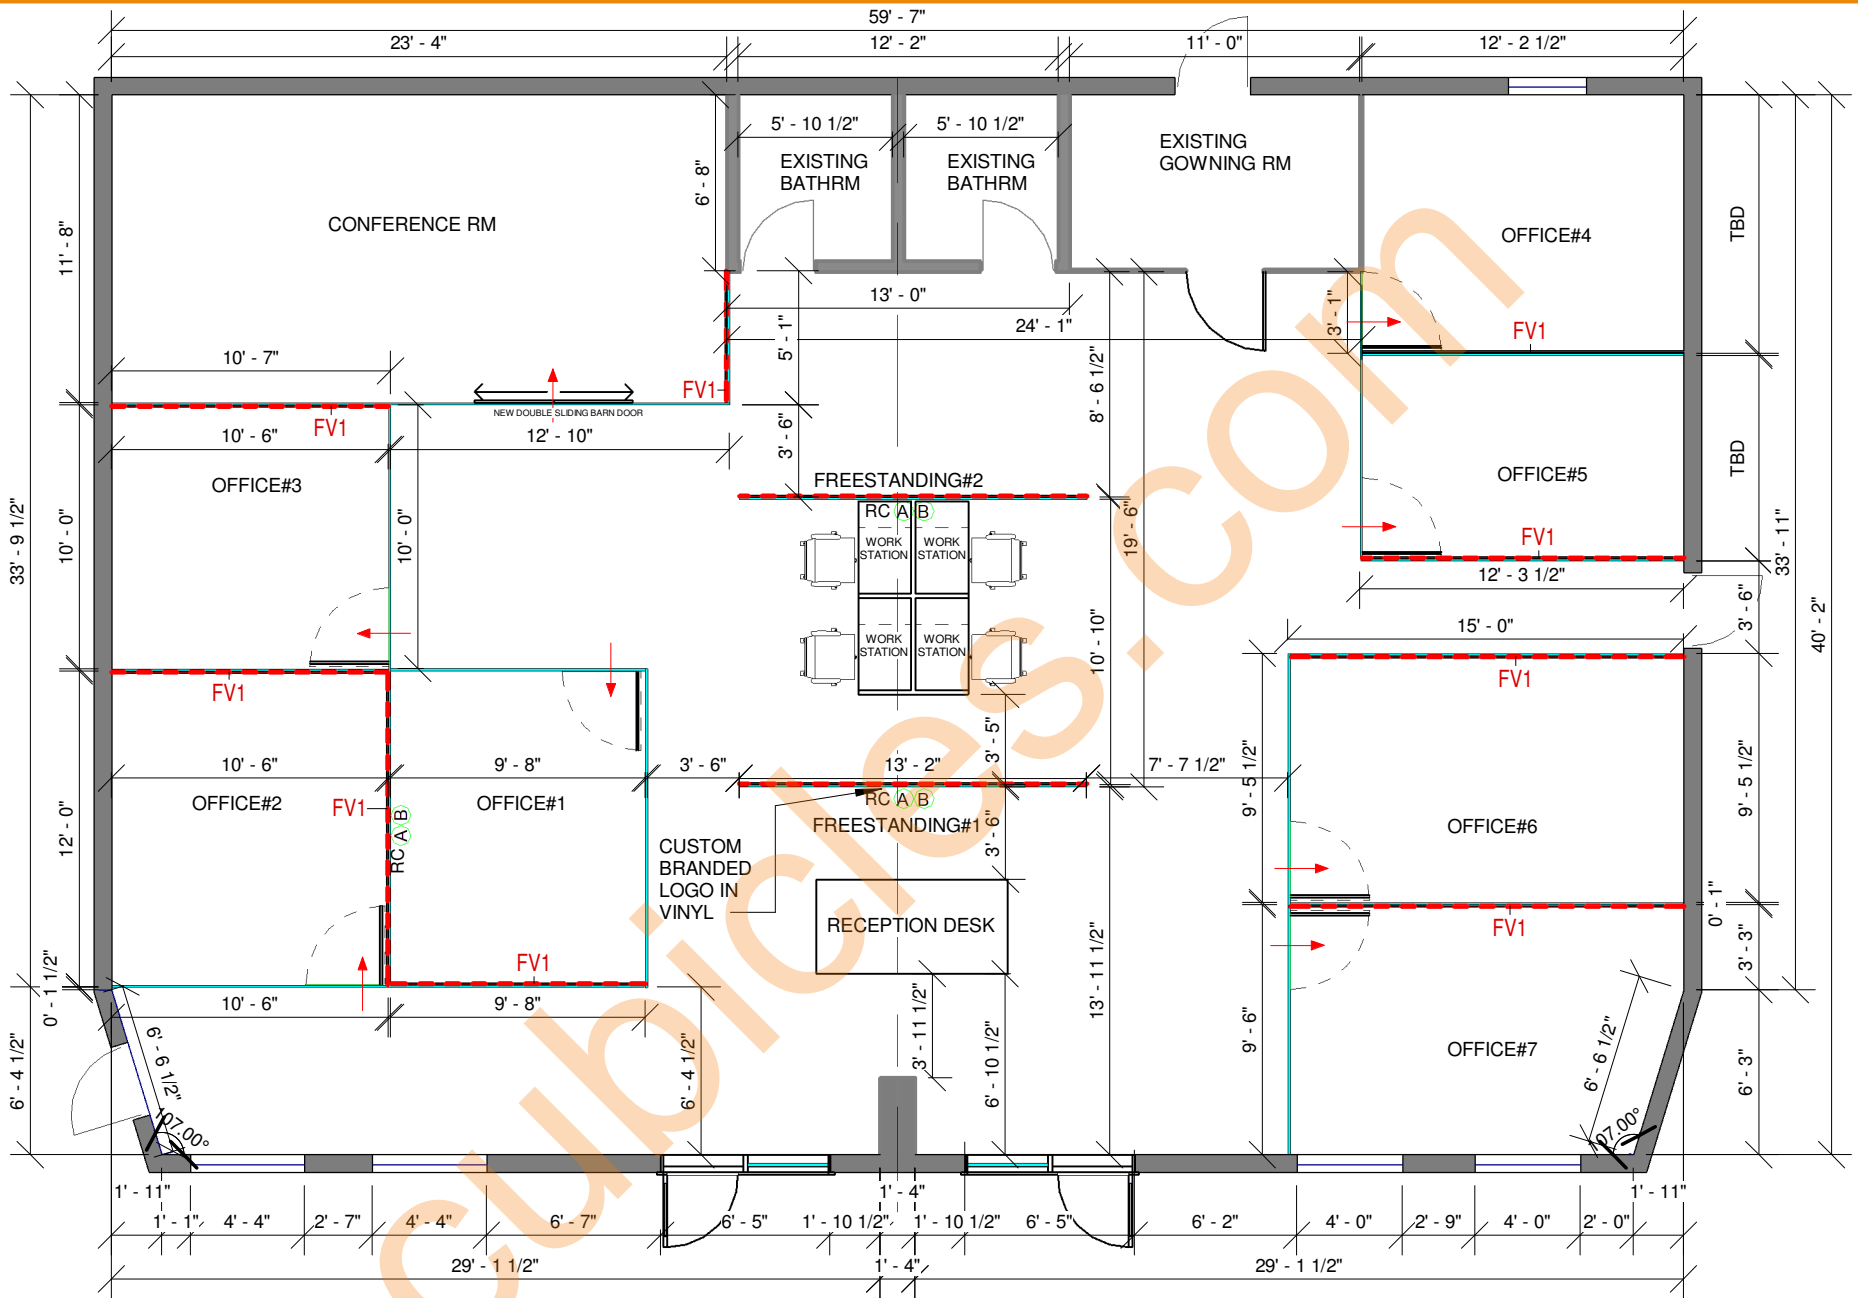 59' - 7"
23' - 4"
12' - 2"
11' - 0"
12' - 2 1/2"
5' - 10 1/2"
5' - 10 1/2"
EXISTING
BATHRM
EXISTING
BATHRM
EXISTING
GOWNING RM
6' - 8"
CONFERENCE RM
OFFICE#4
TBD
11' - 8"
13' - 0"
24' - 1"
3' - 1"
FV1
5' - 1"
8' - 6 1/2"
10' - 7"
FV1
NEW DOUBLE SLIDING BARN DOOR
FV1
10' - 6"
12' - 10"
3' - 6"
OFFICE#3
FREESTANDING#2
RC A B
WORK
STATION
WORK
STATION
WORK
STATION
WORK
STATION
OFFICE#5
TBD
FV1
12' - 3 1/2"
33' - 9 1/2"
10' - 0"
10' - 0"
19' - 6"
33' - 11"
40' - 2"
3' - 6"
15' - 0"
10' - 10"
FV1
FV1
3' - 5"
10' - 6"
9' - 8"
3' - 6"
13' - 2"
7' - 7 1/2"
9' - 5 1/2"
9' - 5 1/2"
OFFICE#2
FV1
RC A B
OFFICE#1
12' - 0"
RC A B
FREESTANDING#1
3' - 6"
OFFICE#6
CUSTOM
BRANDED
LOGO IN
VINYL
RECEPTION DESK
FV1
0' - 1"
3' - 3"
FV1
0' - 1 1/2"
10' - 6"
9' - 8"
6' - 4 1/2"
6' - 6 1/2"
107.00°
6' - 4 1/2"
3' - 11 1/2"
6' - 10 1/2"
13' - 11 1/2"
9' - 6"
OFFICE#7
6' - 6 1/2"
107.00°
6' - 3"
1' - 11"
1' - 4"
1' - 11"
1' - 1"
4' - 4"
2' - 7"
4' - 4"
6' - 7"
6' - 5"
1' - 10 1/2"
1' - 10 1/2"
6' - 5"
6' - 2"
4' - 0"
2' - 9"
4' - 0"
2' - 0"
29' - 1 1/2"
1' - 4"
29' - 1 1/2"
cubicles.com